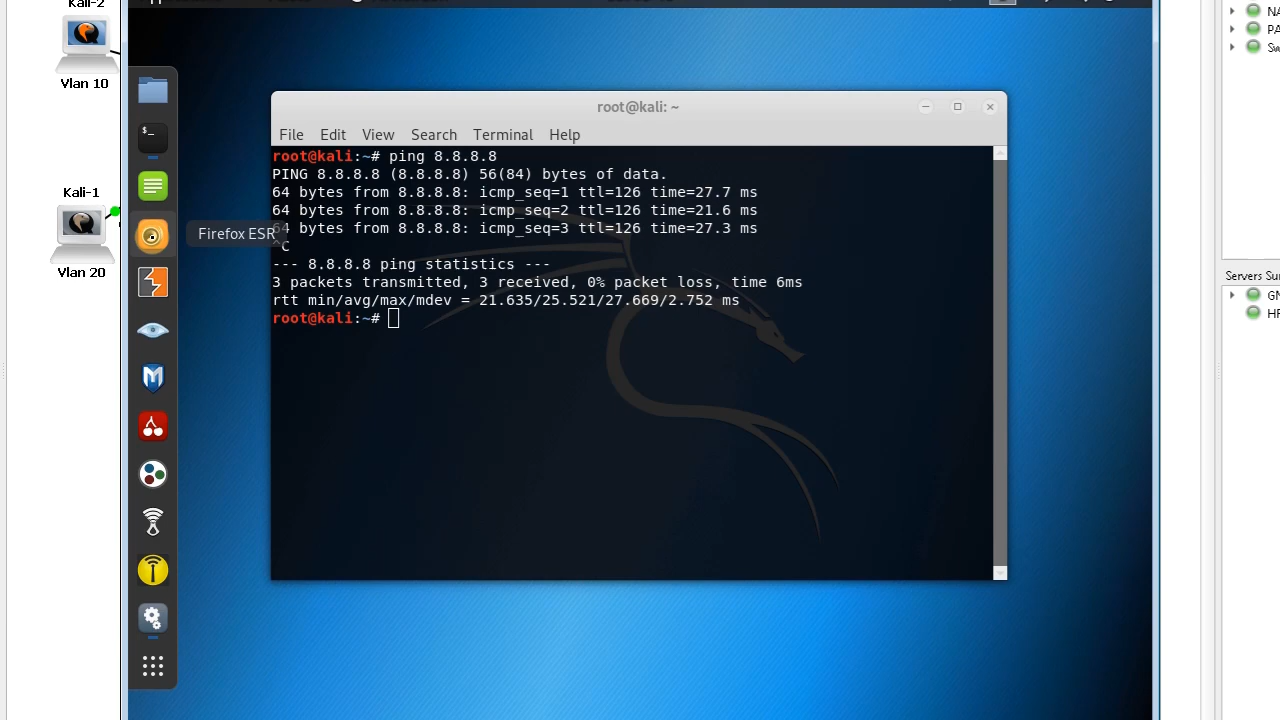 Kali-2
Vlan 10
Kali-1
Vlan 20
Firefox ESR
root@kali: ~
File Edit View Search Terminal Help
root@kali:~# ping 8.8.8.8
PING 8.8.8.8 (8.8.8.8) 56(84) bytes of data.
64 bytes from 8.8.8.8: icmp_seq=1 ttl=126 time=27.7 ms
64 bytes from 8.8.8.8: icmp_seq=2 ttl=126 time=21.6 ms
64 bytes from 8.8.8.8: icmp_seq=3 ttl=126 time=27.3 ms
^C
--- 8.8.8.8 ping statistics ---
3 packets transmitted, 3 received, 0% packet loss, time 6ms
rtt min/avg/max/mdev = 21.635/25.521/27.669/2.752 ms
root@kali:~#
NA
PA
Sw
Servers Su
GN
HF